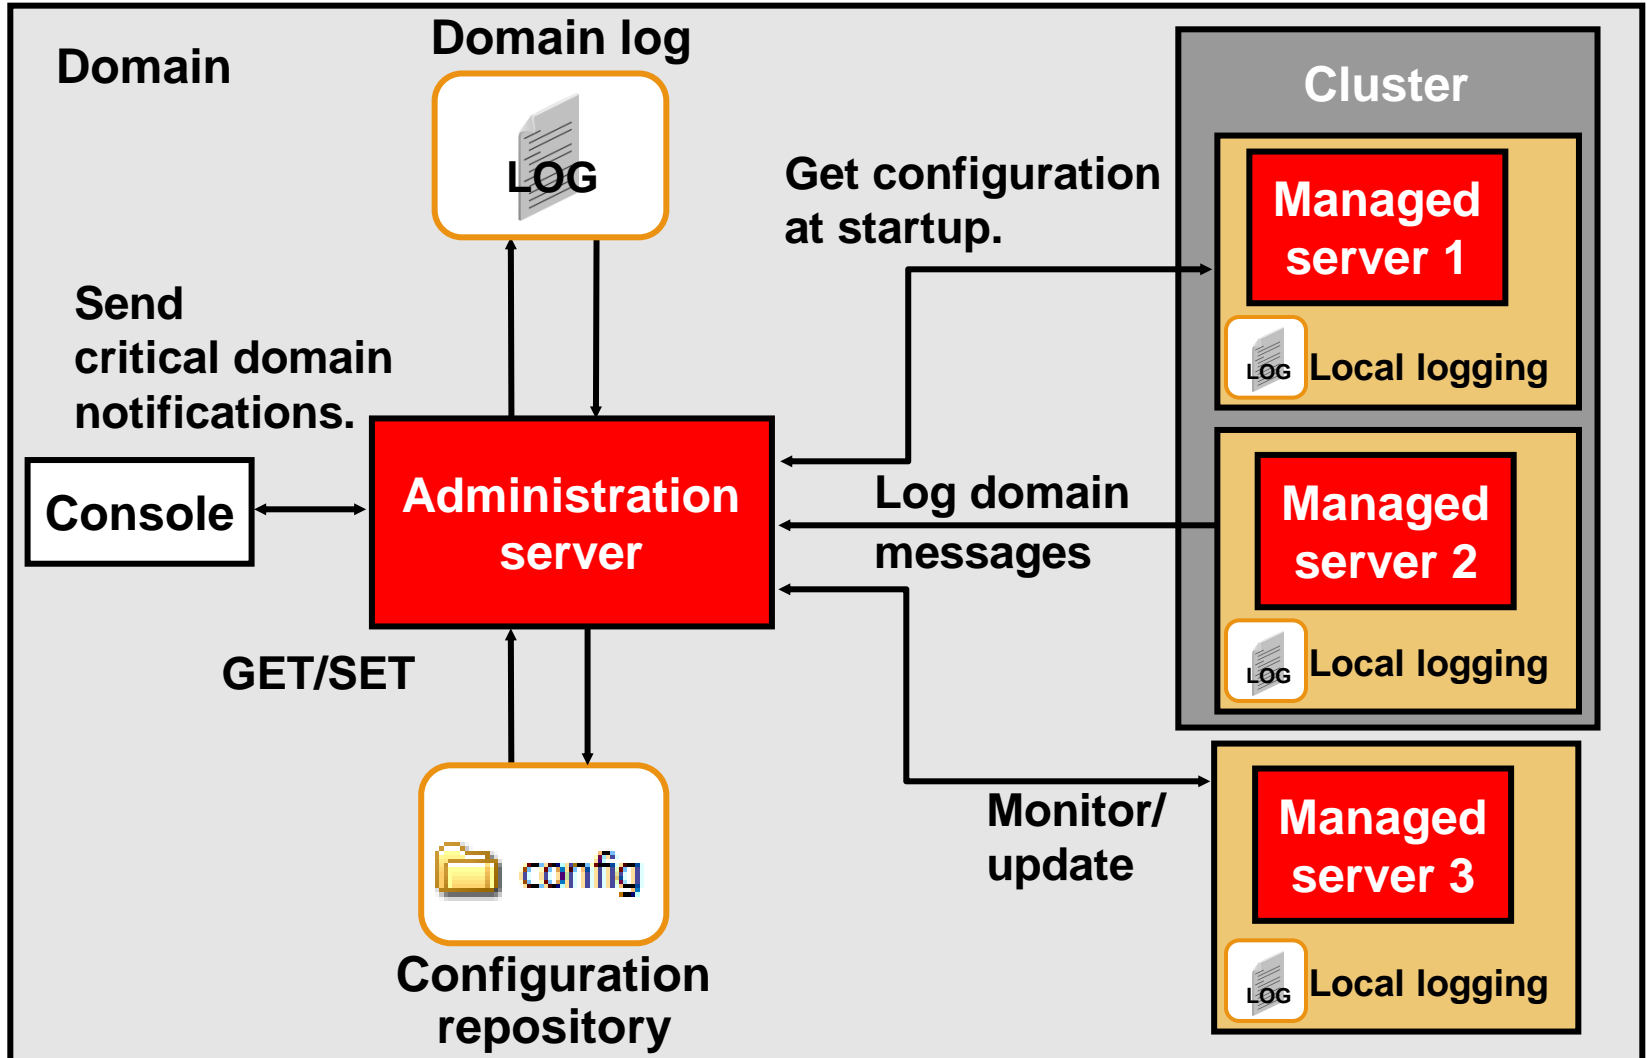 Domain
Domain log
LOG
Send
critical domain
notifications.
Console
Administration
server
GET/SET
config
Configuration
repository
Get configuration
at startup.
Log domain
messages
Monitor/
update
Cluster
Managed
server 1
LOG
Local logging
Managed
server 2
LOG
Local logging
Managed
server 3
LOG
Local logging